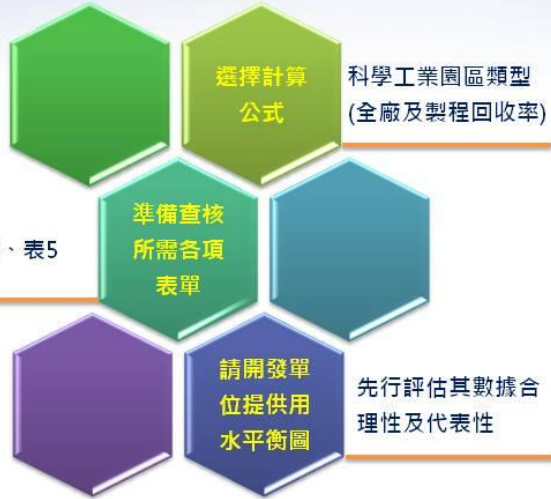 選擇計算
公式
科學工業園區類型
(全廠及製程回收率)
、表5
準備查核
所需各項
表單
請開發單
位提供用
水平衡圖
先行評估其數據合
理性及代表性